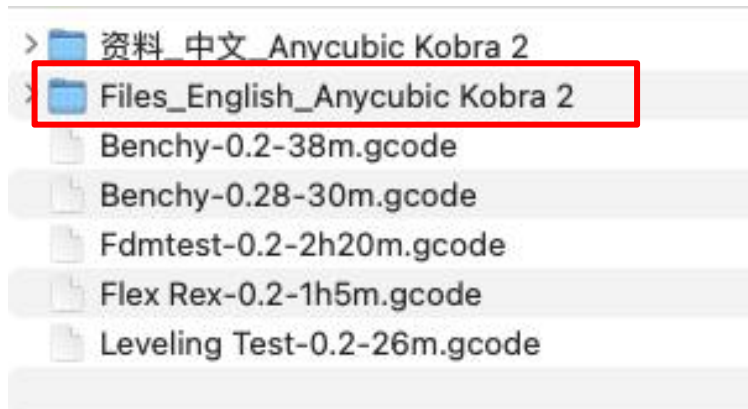 资料_中文_Anycubic Kobra 2
Files_English_Anycubic Kobra 2
Benchy-0.2-38m.gcode
Benchy-0.28-30m.gcode
Fdmtest-0.2-2h20m.gcode
Flex Rex-0.2-1h5m.gcode
Leveling Test-0.2-26m.gcode